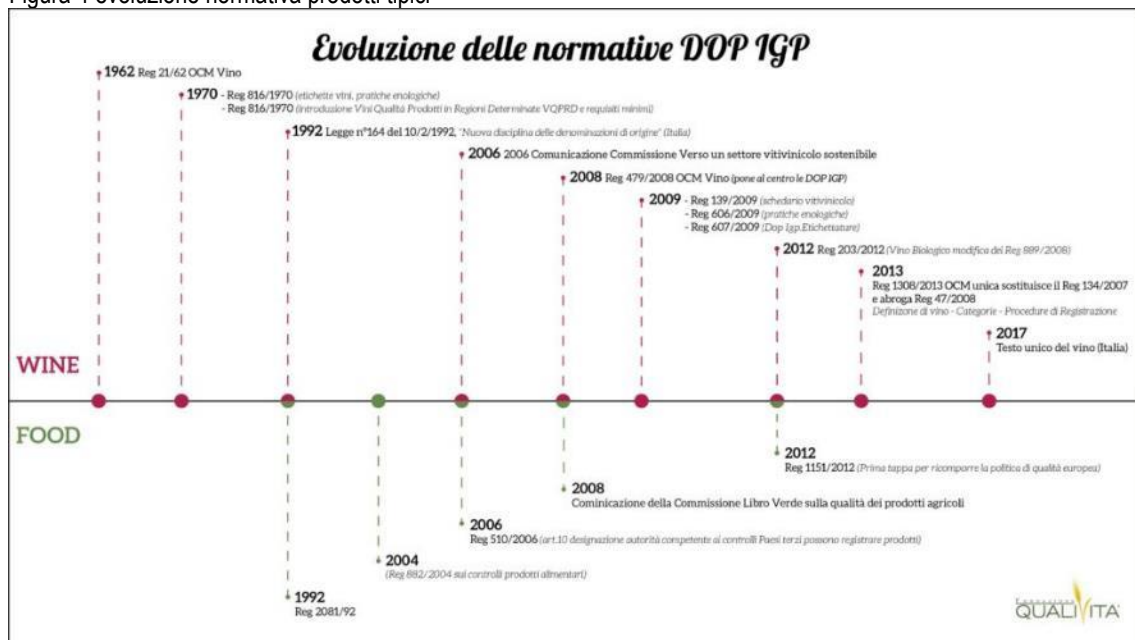 Figura 1 evoluzione normativa prodotti tipici
Evoluzione delle normative DOP IGP
1962 Reg 21/62 OCM Vino
1970 - Reg 816/1970 (etichette vini, pratiche enologiche)
- Reg 816/1970 (introduzione Vini Qualità Prodotti in Regioni Determinate VQPRD e requisiti minimi)
1992 Legge n°164 del 10/2/1992, "Nuova disciplina delle denominazioni di origine" (Italia)
2006 2006 Comunicazione Commissione Verso un settore vitivinicolo sostenibile
2008 Reg 479/2008 OCM Vino (pone al centro le DOP IGP)
2009 - Reg 139/2009 (schedario vitivinicolo)
- Reg 606/2009 (pratiche enologiche)
- Reg 607/2009 (Dop Igp.Etichettature)
2012 Reg 203/2012 (Vino Biologico modifica del Reg 889/2008)
2013
Reg 1308/2013 OCM unica sostituisce il Reg 134/2007
e abroga Reg 47/2008
Definizone di vino - Categorie - Procedure di Registrazione
2017
Testo unico del vino (Italia)
WINE
FOOD
2012
Reg 1151/2012 (Prima tappa per ricomporre la politica di qualità europea)
2008
Cominicazione della Commissione Libro Verde sulla qualità dei prodotti agricoli
2006
Reg 510/2006 (art.10 designazione autorità competente ai controlli Paesi terzi possono registrare prodotti)
2004
(Reg 882/2004 sui controlli prodotti alimentari)
1992
Reg 2081/92
QUALIVITA